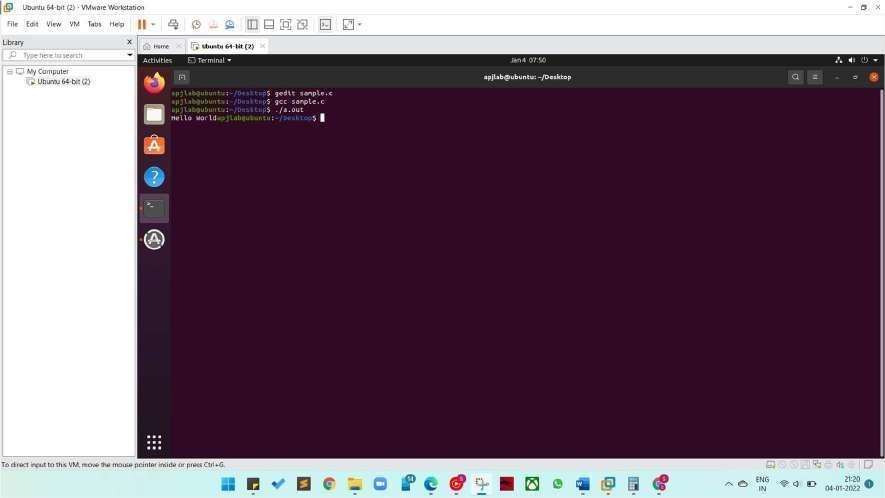 Ubuntu 64-bit (2) - VMware Workstation
File Edit View VM Tabs Help
Library
Type here to search
My Computer
Ubuntu 64-bit (2)
Home
Ubuntu 64-bit (2)
Activities
Terminal
Jan 4 07:50
apjlab@ubuntu: ~/Desktop
apjlab@ubuntu:~/Desktop$ gedit sample.c
apjlab@ubuntu:~/Desktop$ gcc sample.c
apjlab@ubuntu:~/Desktop$ ./a.out
Hello Worldapjlab@ubuntu:~/Desktop$
To direct input to this VM, move the mouse pointer inside or press Ctrl+G.
ENG
IN
21:20
04-01-2022